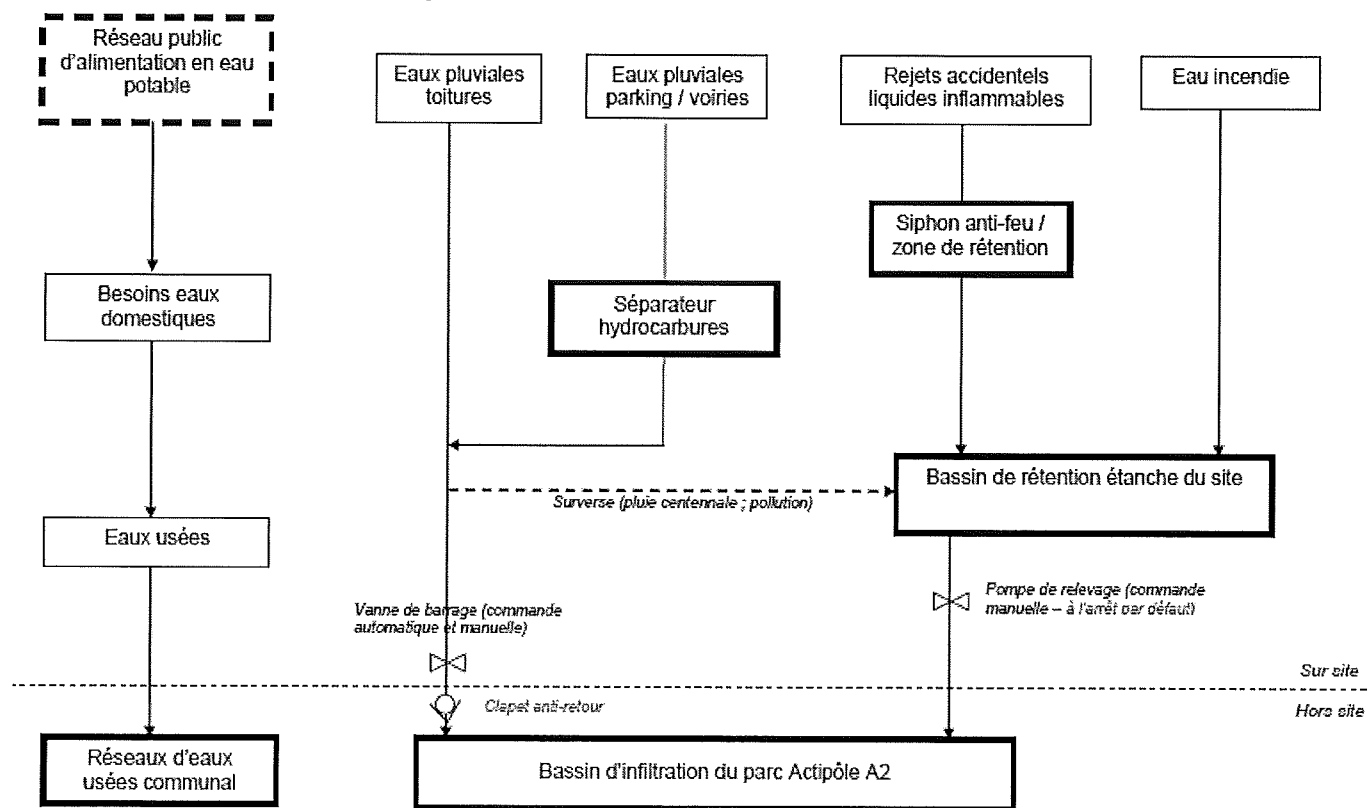 Réseau public
d'alimentation en eau
potable
Eaux pluviales
toitures
Eaux pluviales
parking / voiries
Rejets accidentels
liquides inflammables
Eau incendie
Siphon anti-feu /
zone de rétention
Besoins eaux
domestiques
Séparateur
hydrocarbures
Bassin de rétention étanche du site
Surverse (pluie centennale ; pollution)
Eaux usées
Vanne de barrage (commande
automatique et manuelle)
Pompe de relevage (commande
manuelle – à l'arrêt par défaut)
Sur site
Clapet anti-retour
Hors site
Réseaux d'eaux
usées communal
Bassin d'infiltration du parc Actipôle A2